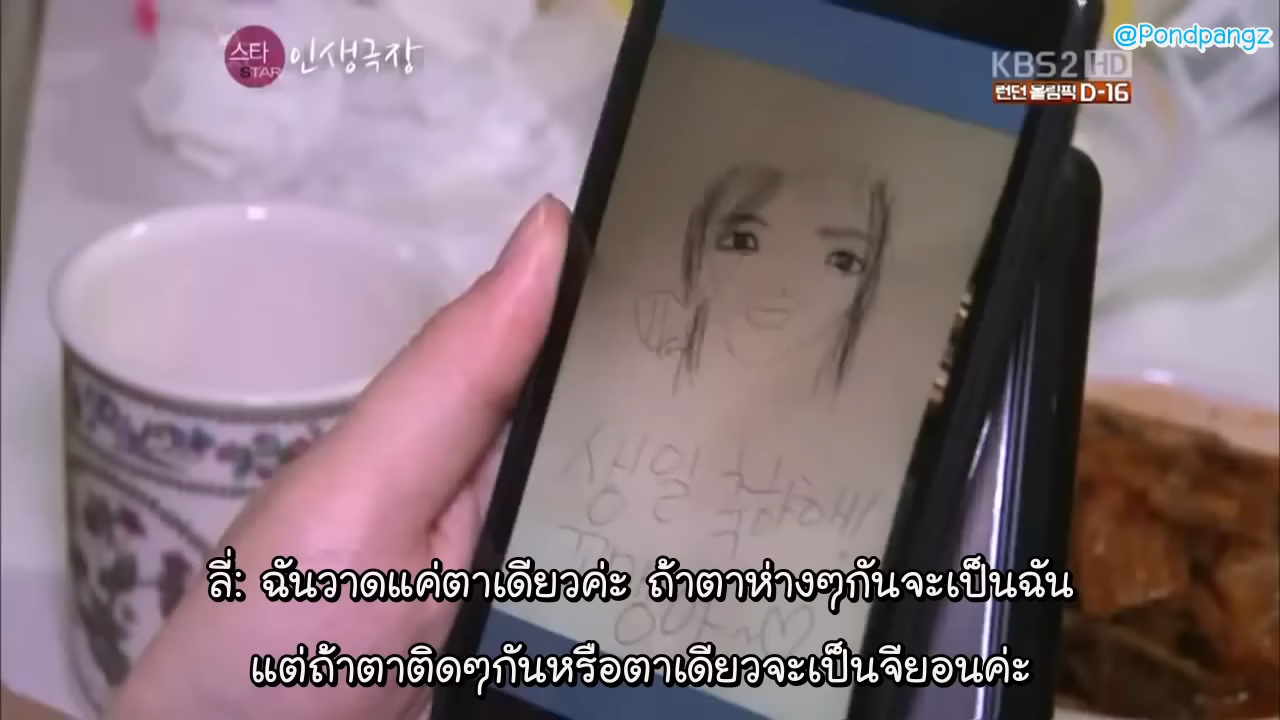 @Pondpangz
스타
STAR
인생극장
KBS2 HD
런던 올림픽 D-16
생일 축하해!
ลี่: ฉันวาดแค่ตาเดียวค่ะ ถ้าตาห่างๆกันจะเป็นฉัน
แต่ถ้าตาติดๆกันหรือตาเดียวจะเป็นจียอนค่ะ